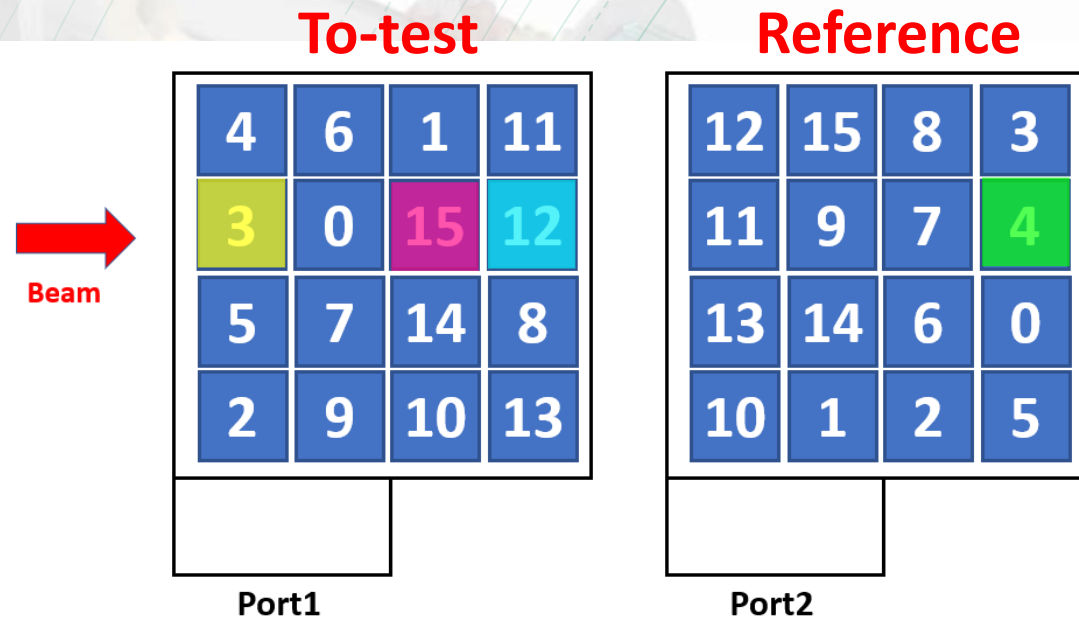 To-test Reference
4 6 1 11 12 15 8 3
3 0 15 12 11 9 7 4
Beam
5 7 14 8 13 14 6 0
2 9 10 13 10 1 2 5
Port1 Port2